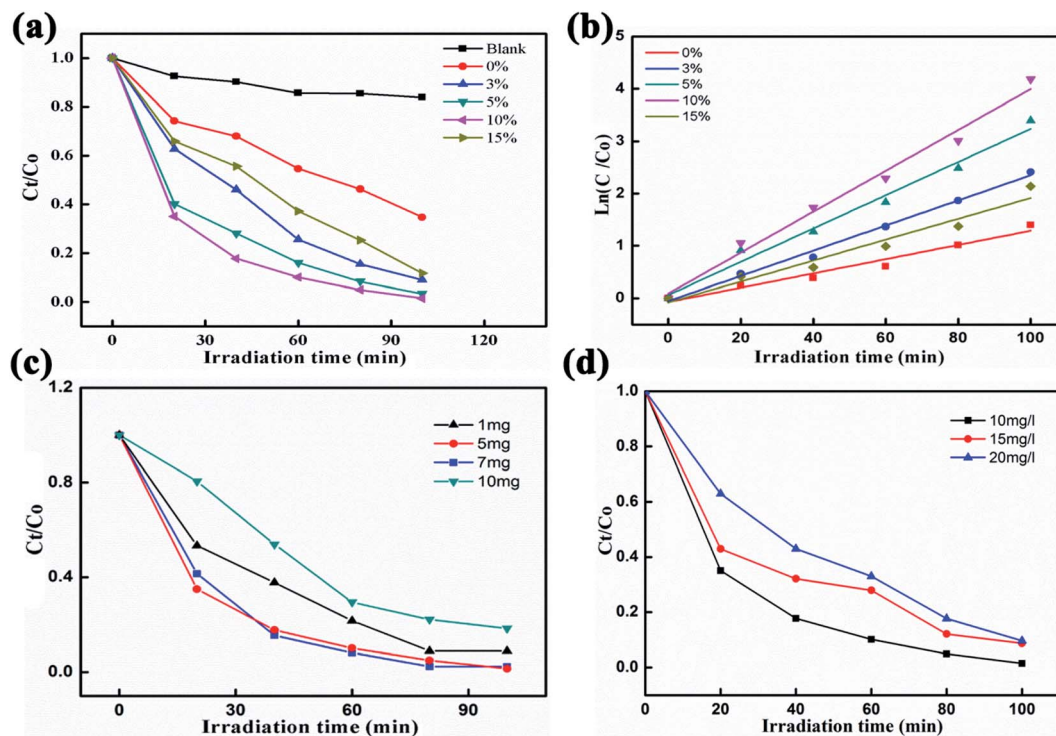 (a)
Ct/Co
1.0
0.8
0.6
0.4
0.2
0.0
Blank
0%
3%
5%
10%
15%
0 30 60 90 120
Irradiation time (min)
(b)
Ln(C /Co)
5
4
3
2
1
0
0%
3%
5%
10%
15%
0 20 40 60 80 100
Irradiation time (min)
(c)
Ct/Co
1.2
0.8
0.4
0.0
1mg
5mg
7mg
10mg
0 30 60 90
Irradiation time (min)
(d)
Ct/Co
1.0
0.8
0.6
0.4
0.2
0.0
10mg/l
15mg/l
20mg/l
0 20 40 60 80 100
Irradiation time (min)